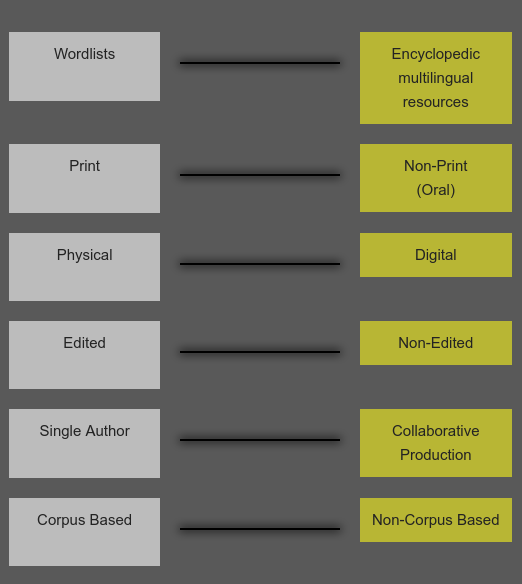 Wordlists
Encyclopedic
multilingual
resources
Print
Non-Print
(Oral)
Physical
Digital
Edited
Non-Edited
Single Author
Collaborative
Production
Corpus Based
Non-Corpus Based